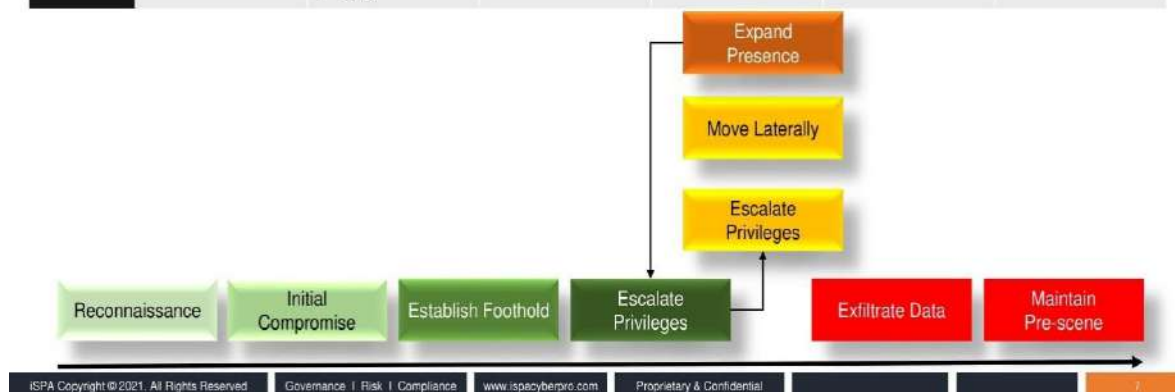 Expand
Presence
Move Laterally
Escalate
Privileges
Reconnaissance
Initial
Compromise
Establish Foothold
Escalate
Privileges
Exfiltrate Data
Maintain
Pre-scene
iSPA Copyright © 2021. All Rights Reserved
Governance I Risk I Compliance
www.ispacyberpro.com
Proprietary & Confidential
7